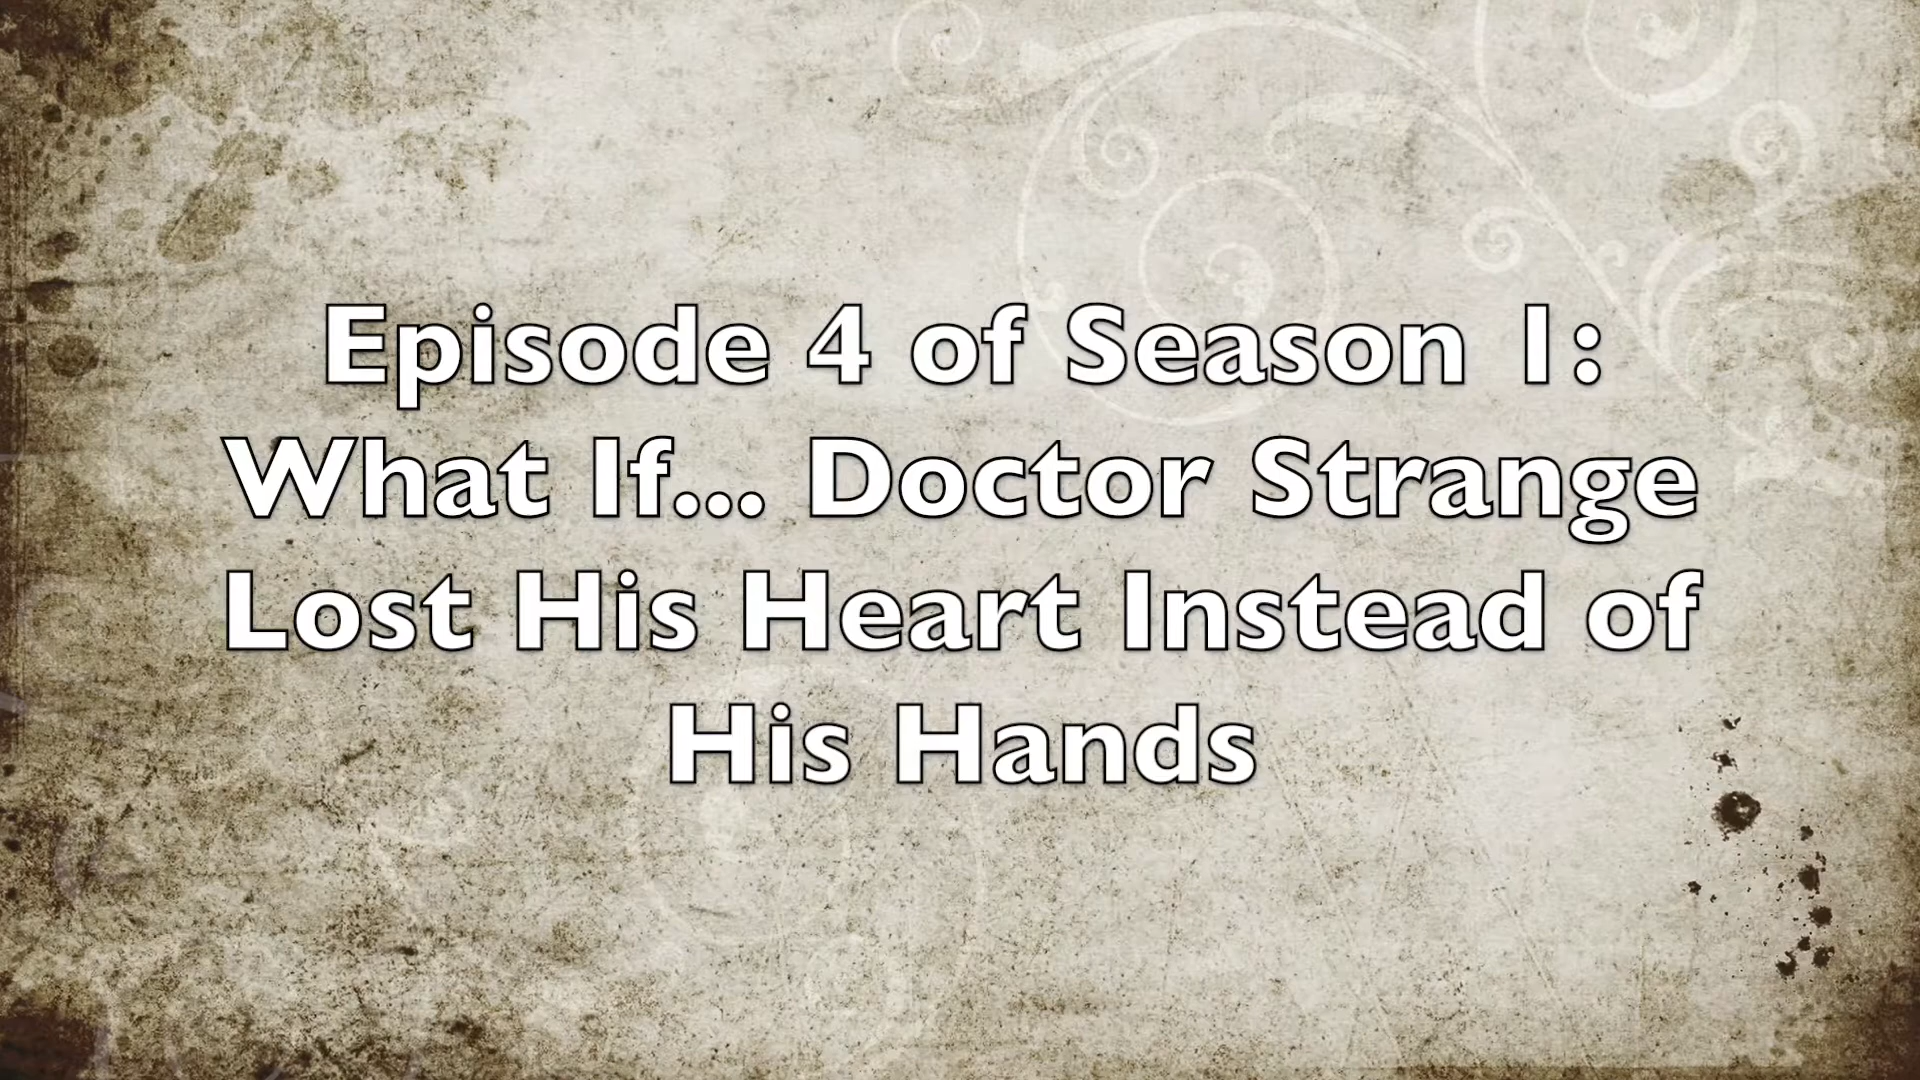 Episode 4 of Season 1:
What If... Doctor Strange
Lost His Heart Instead of
His Hands